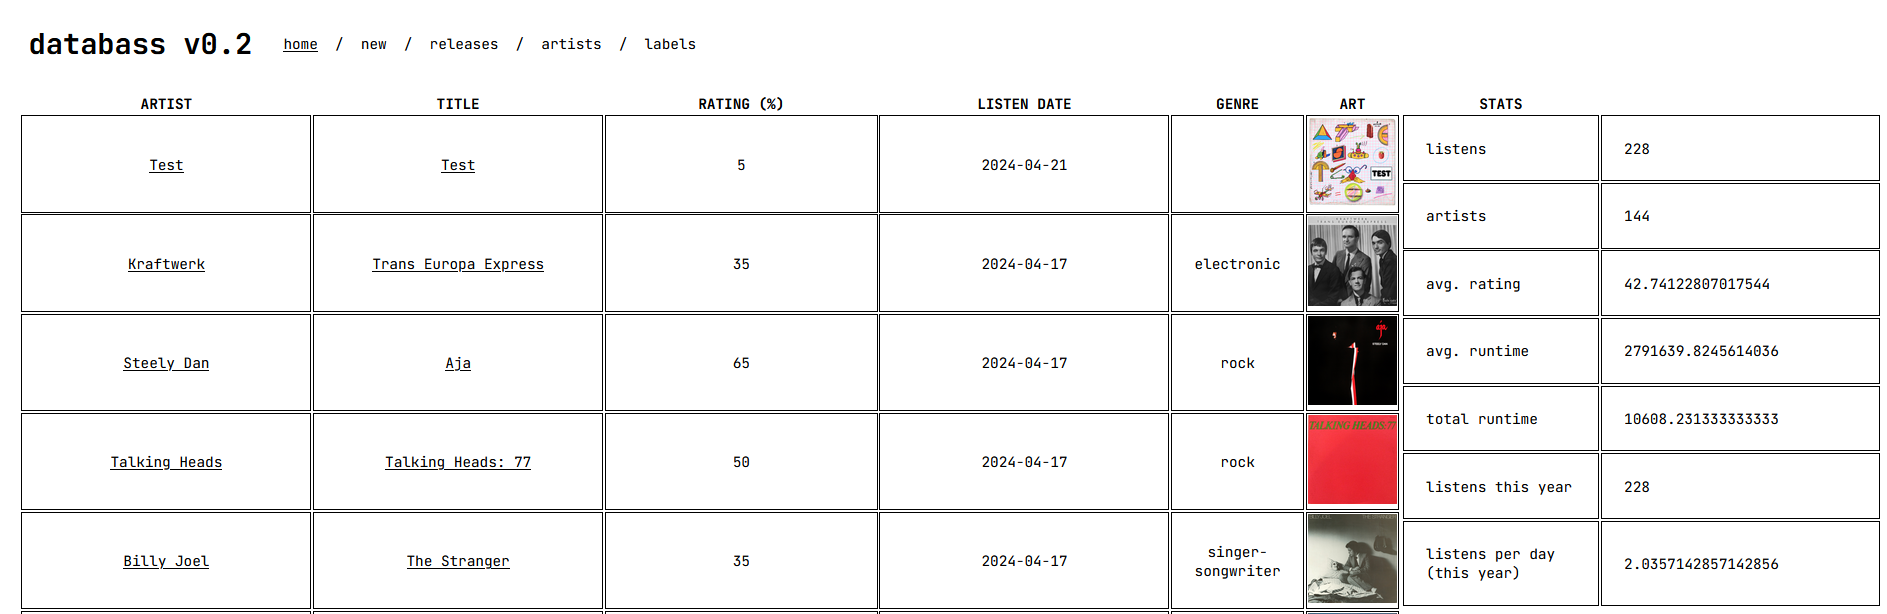 databass v0.2 home / new / releases / artists / labels
ARTIST TITLE RATING (%) LISTEN DATE GENRE ART STATS
Test Test 5 2024-04-21
TEST
Kraftwerk Trans Europa Express 35 2024-04-17 electronic
Steely Dan Aja 65 2024-04-17 rock
aja
Talking Heads Talking Heads: 77 50 2024-04-17 rock
TALKING HEADS: 77
Billy Joel The Stranger 35 2024-04-17 singer-
songwriter
listens 228
artists 144
avg. rating 42.74122807017544
avg. runtime 2791639.8245614036
total runtime 10608.231333333333
listens this year 228
listens per day
(this year) 2.0357142857142856